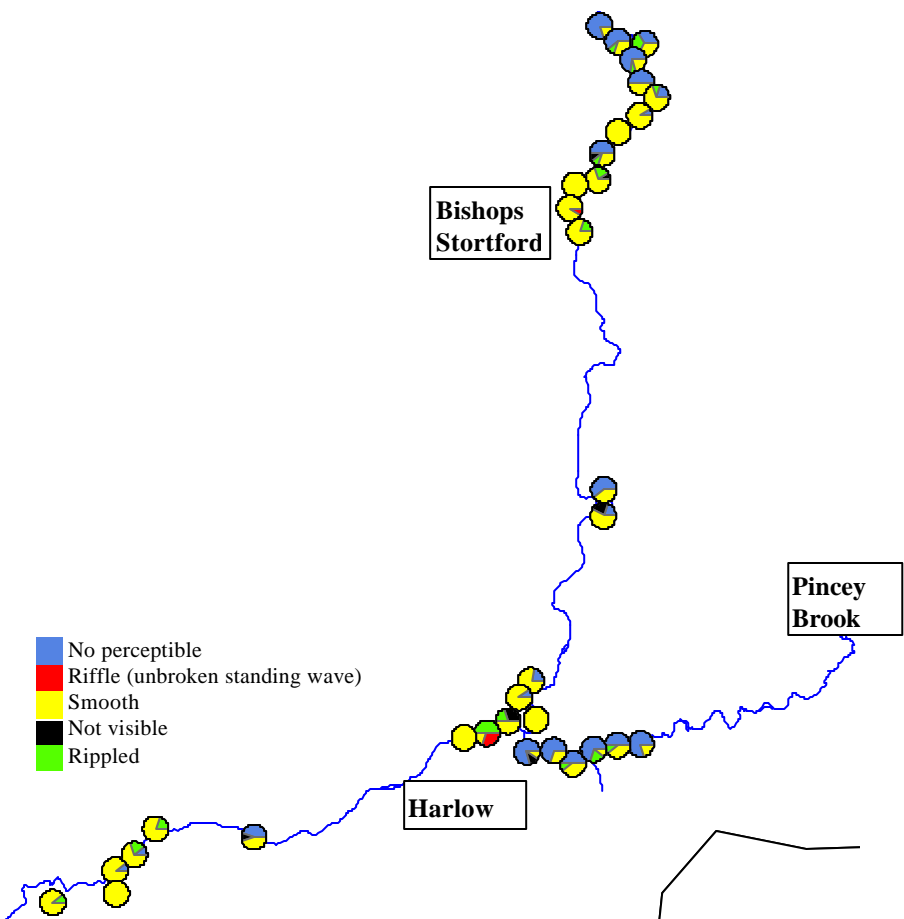 Bishops
Stortford
Pincey
Brook
No perceptible
Riffle (unbroken standing wave)
Smooth
Not visible
Rippled
Harlow